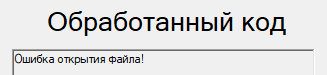 Обработанный код
Ошибка открытия файла!